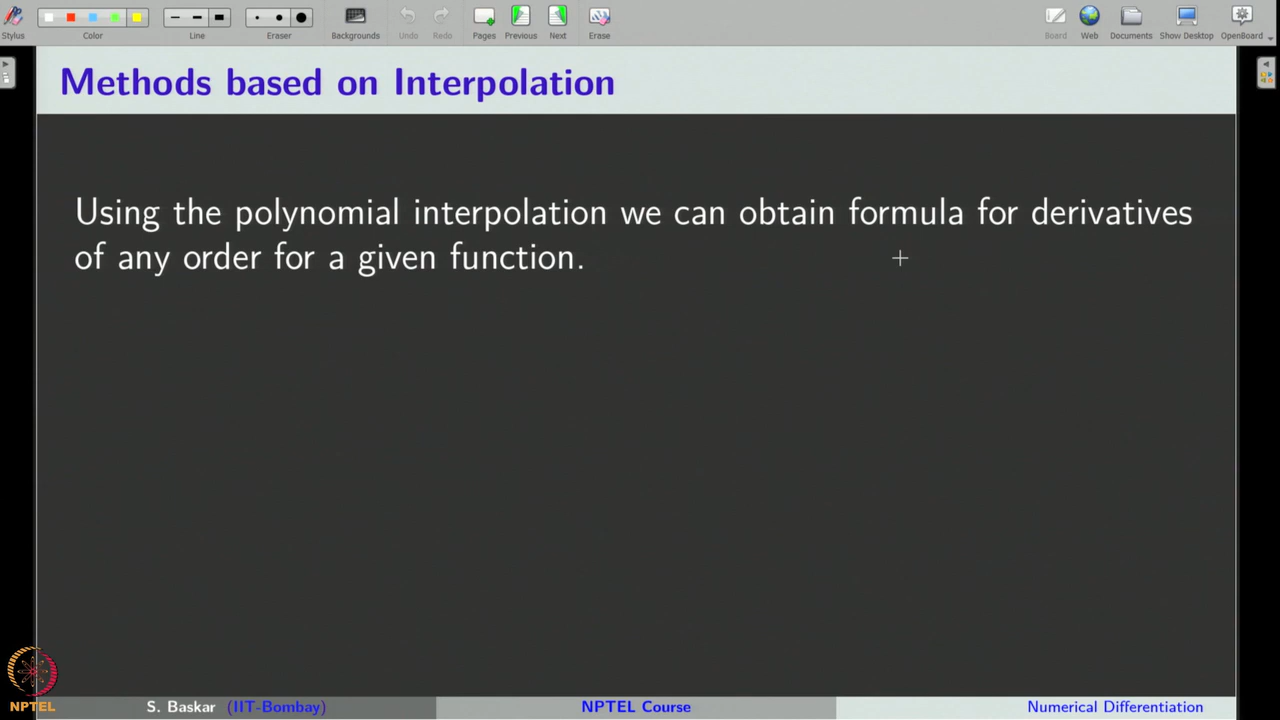 Stylus Color Line Eraser Backgrounds Undo Redo Pages Previous Next Erase Board Web Documents Show Desktop OpenBoard
Methods based on Interpolation
Using the polynomial interpolation we can obtain formula for derivatives
of any order for a given function.
NPTEL
S. Baskar (IIT-Bombay) NPTEL Course Numerical Differentiation